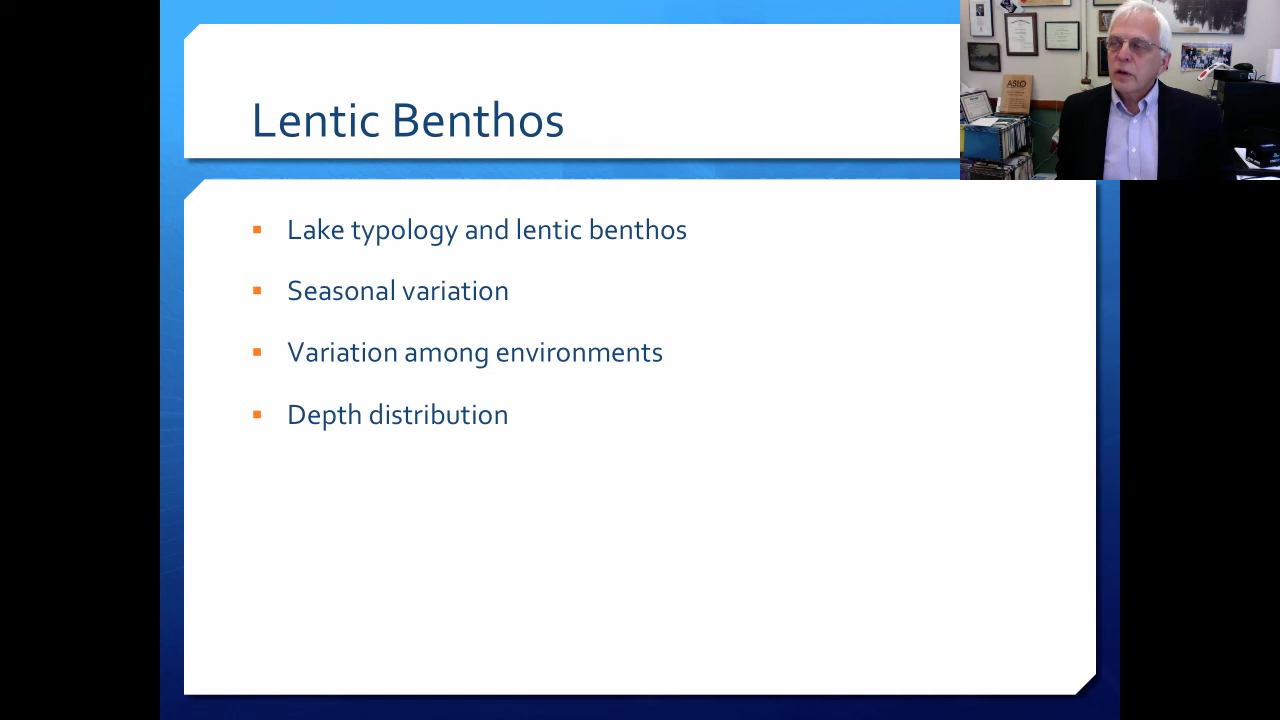 Lentic Benthos
ASLO
Lake typology and lentic benthos
Seasonal variation
Variation among environments
Depth distribution